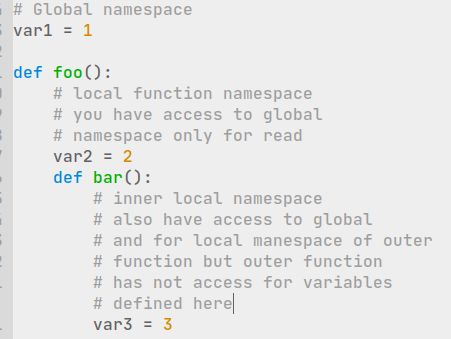 # Global namespace
var1 = 1
def foo():
# local function namespace
# you have access to global
# namespace only for read
var2 = 2
def bar():
# inner local namespace
# also have access to global
# and for local manespace of outer
# function but outer function
# has not access for variables
# defined here
var3 = 3